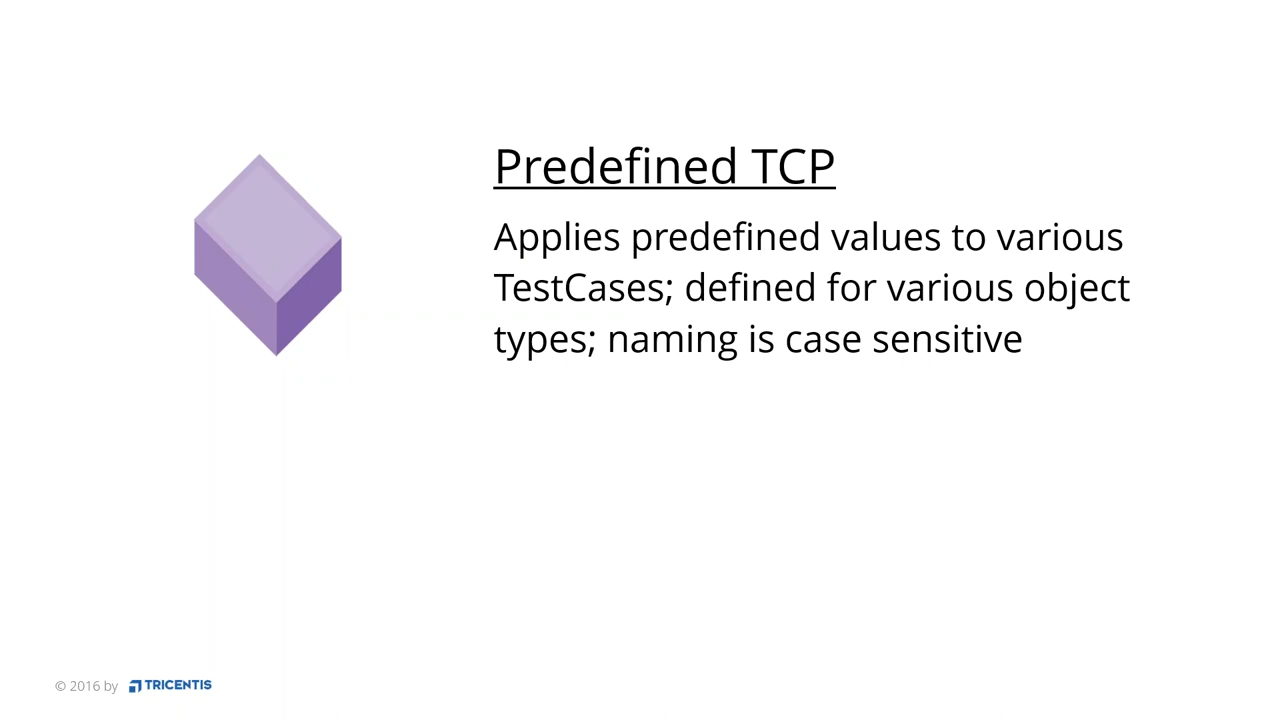 Predefined TCP
Applies predefined values to various
TestCases; defined for various object
types; naming is case sensitive
© 2016 by TRICENTIS